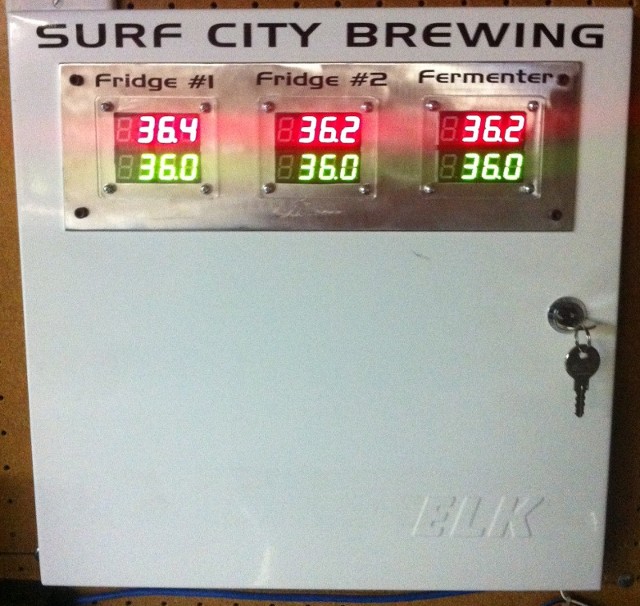 SURF CITY BREWING
Fridge #1 Fridge #2 Fermenter
36.4 36.2 36.2
36.0 36.0 36.0
ELK